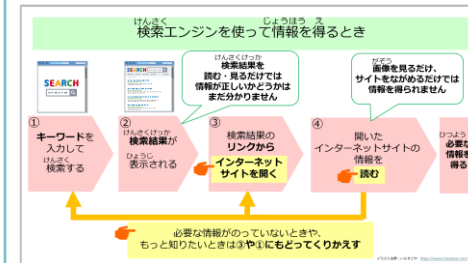 けんさく じょうほう え
検索エンジンを使って情報を得るとき
SEARCH
SEARCH
けんさくけっか
検索結果を
読む・見るだけでは
情報が正しいかどうかは
まだ分かりません
がぞう
画像を見るだけ、
サイトをながめるだけでは
情報を得られません
①
キーワードを
入力して
けんさく
検索する
②
けんさくけっか
検索結果が
ひょうじ
表示される
③
検索結果の
リンクから
インターネット
サイトを開く
④
開いた
インターネットサイトの
情報を
読む
ひつよう
必要な
情報を
得る
必要な情報がのっていないときや、
もっと知りたいときは③や①にもどってくりかえす